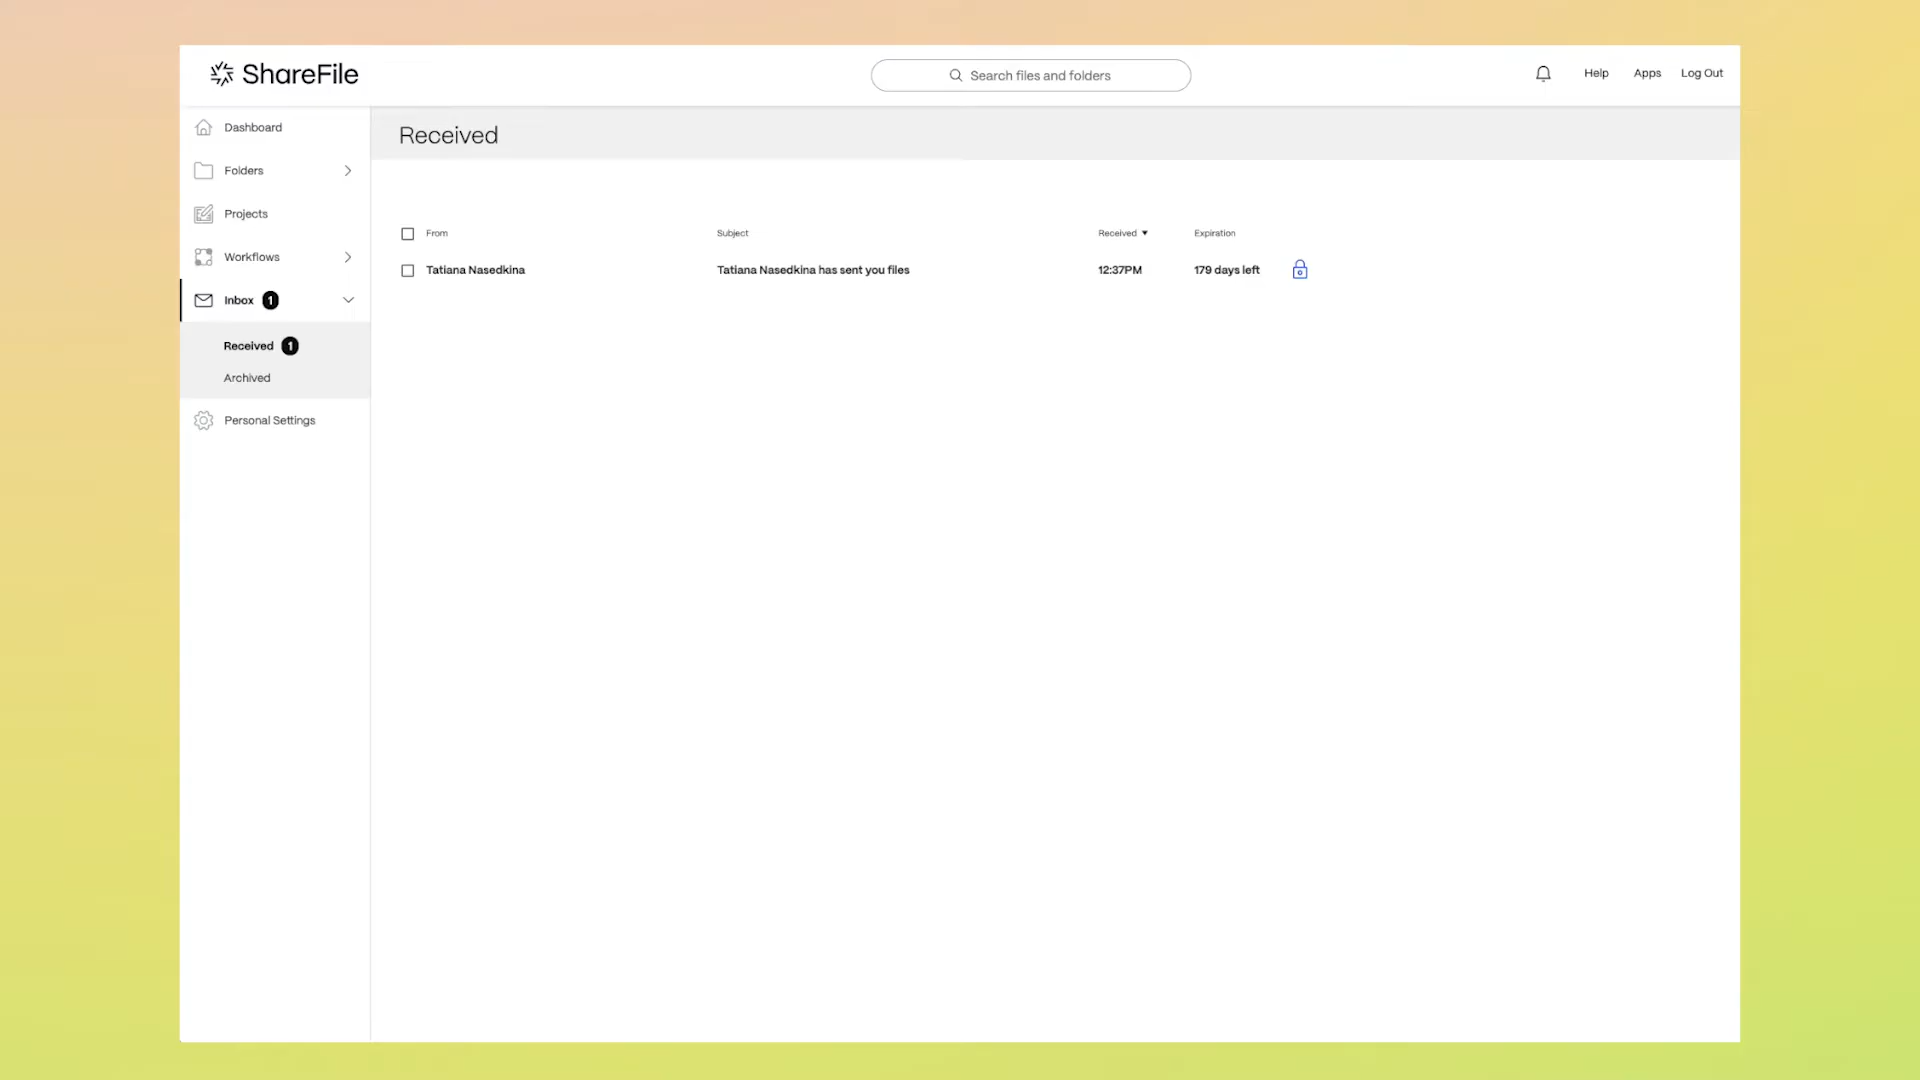 ShareFile
Search files and folders
Help
Apps
Log Out
Dashboard
Folders
Projects
Workflows
Inbox 1
Received 1
Archived
Personal Settings
Received
From Subject Received ▼ Expiration
Tatiana Nasedkina Tatiana Nasedkina has sent you files 12:37PM 179 days left